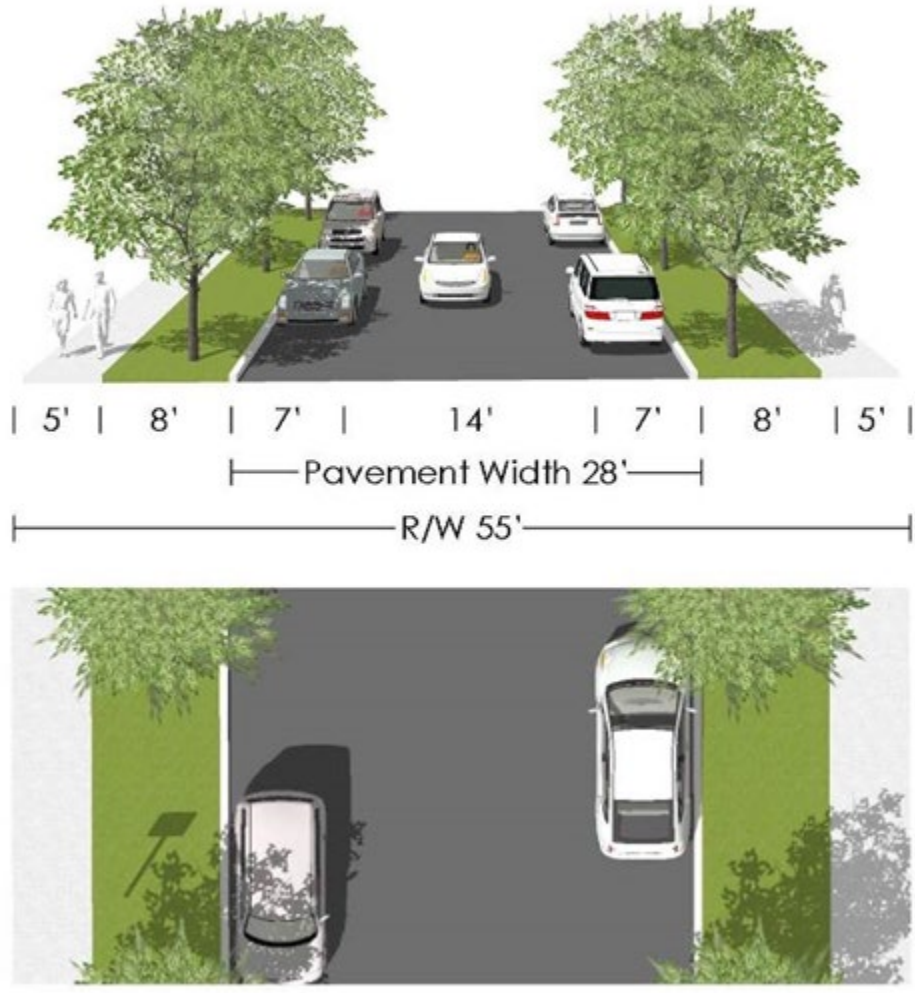 | 5' | 8' | 7' | 14' | 7' | 8' | 5' |
Pavement Width 28'
R/W 55'